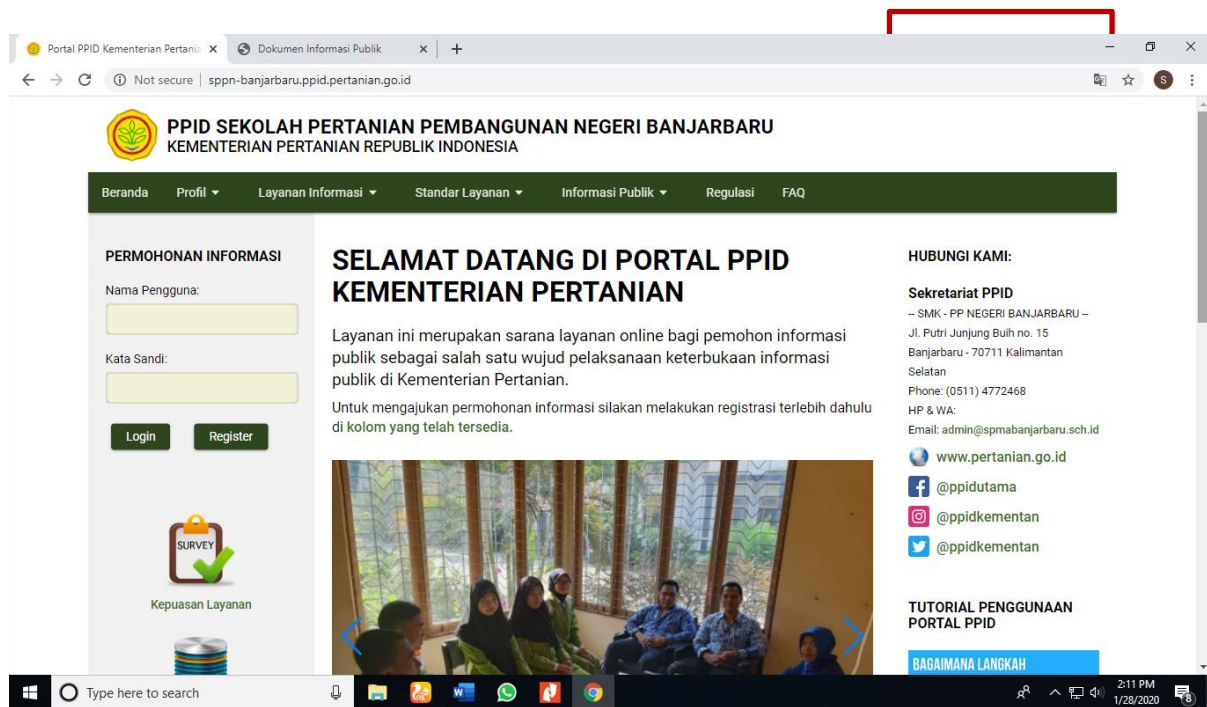 Portal PPID Kementerian Pertania
Dokumen Informasi Publik
Not secure | sppn-banjarbaru.ppid.pertanian.go.id
S
PPID SEKOLAH PERTANIAN PEMBANGUNAN NEGERI BANJARBARU
KEMENTERIAN PERTANIAN REPUBLIK INDONESIA
Beranda Profil Layanan Informasi Standar Layanan Informasi Publik Regulasi FAQ
PERMOHONAN INFORMASI
Nama Pengguna:
Kata Sandi:
Login Register
SURVEY
Kepuasan Layanan
SELAMAT DATANG DI PORTAL PPID
KEMENTERIAN PERTANIAN
Layanan ini merupakan sarana layanan online bagi pemohon informasi
publik sebagai salah satu wujud pelaksanaan keterbukaan informasi
publik di Kementerian Pertanian.
Untuk mengajukan permohonan informasi silakan melakukan registrasi terlebih dahulu
di kolom yang telah tersedia.
HUBUNGI KAMI:
Sekretariat PPID
-- SMK - PP NEGERI BANJARBARU --
Jl. Putri Junjung Buih no. 15
Banjarbaru - 70711 Kalimantan
Selatan
Phone: (0511) 4772468
HP & WA:
Email: admin@spmabanjarbaru.sch.id
www.pertanian.go.id
@ppidutama
@ppidkementan
@ppidkementan
TUTORIAL PENGGUNAAN
PORTAL PPID
BAGAIMANA LANGKAH
Type here to search
2:11 PM
1/28/2020
8